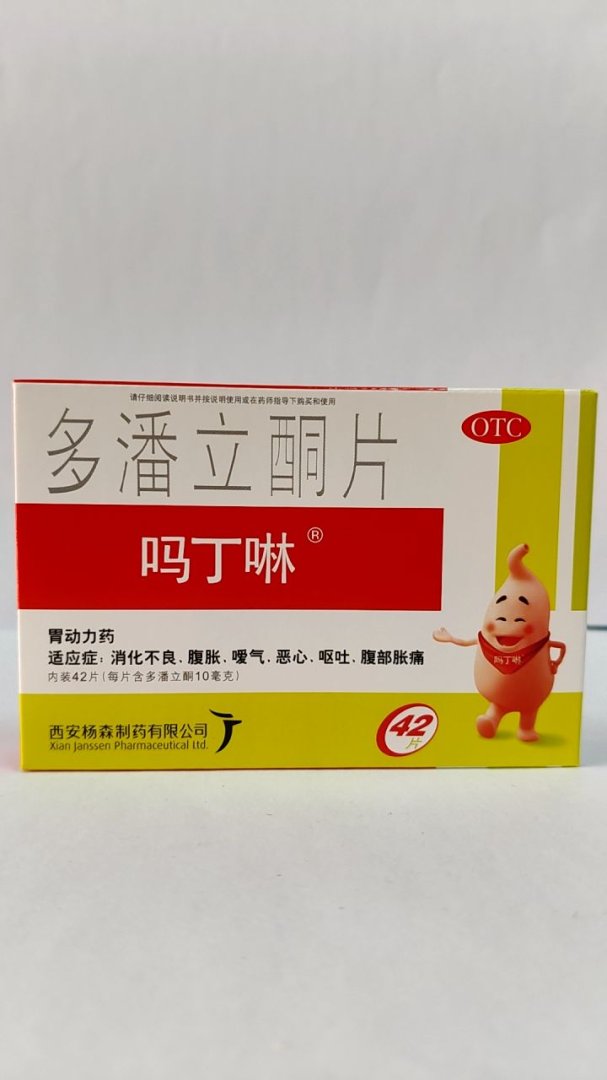 请仔细阅读说明书并按说明使用或在药师指导下购买和使用
多潘立酮片
OTC
吗丁啉®
胃动力药
适应症：消化不良、腹胀、嗳气、恶心、呕吐、腹部胀痛
内装42片(每片含多潘立酮10毫克)
吗丁啉
西安杨森制药有限公司
Xian Janssen Pharmaceutical Ltd.
42
片